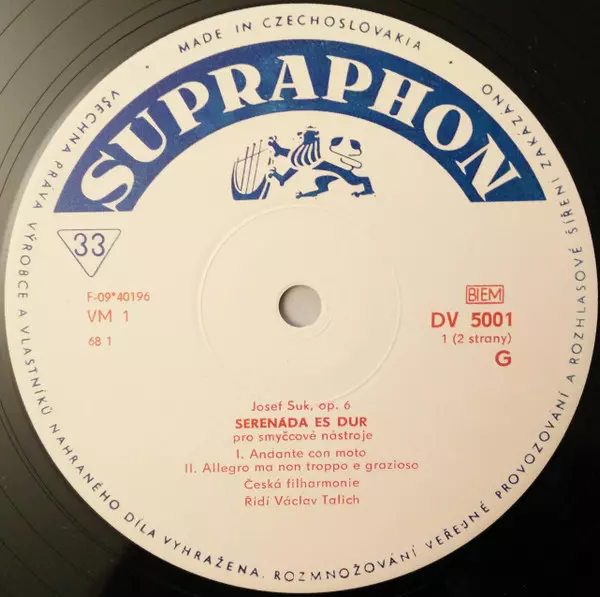 MADE IN CZECHOSLOVAKIA
SUPRAPHON
33
F-09*40196
VM 1
68 1
BIEM
DV 5001
1 (2 strany)
G
Josef Suk, op. 6
SERENÁDA ES DUR
pro smyčcové nástroje
I. Andante con moto
II. Allegro ma non troppo e grazioso
Česká filharmonie
Řídí Václav Talich
VŠECHNA PRÁVA VÝROBCE A VLASTNÍKŮ NAHRANÉHO DÍLA VYHRAŽENA. ROZMNOŽOVÁNÍ VEŘEJNÉ PROVOZOVÁNÍ A ROZHLASOVÉ ŠÍŘENÍ ZAKÁZÁNO